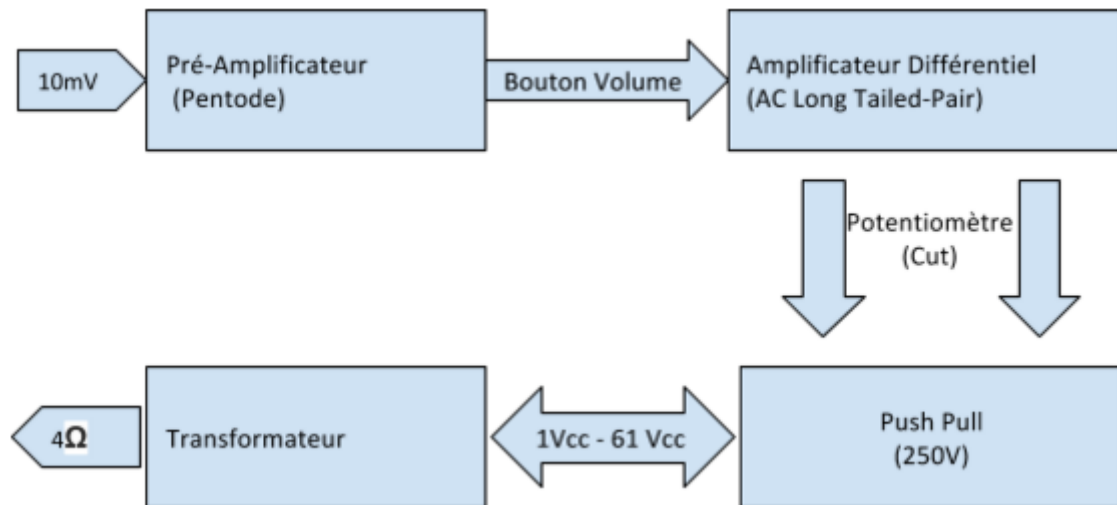 10mV
Pré-Amplificateur
(Pentode)
Bouton Volume
Amplificateur Différentiel
(AC Long Tailed-Pair)
Potentiomètre
(Cut)
4Ω
Transformateur
1Vcc - 61 Vcc
Push Pull
(250V)